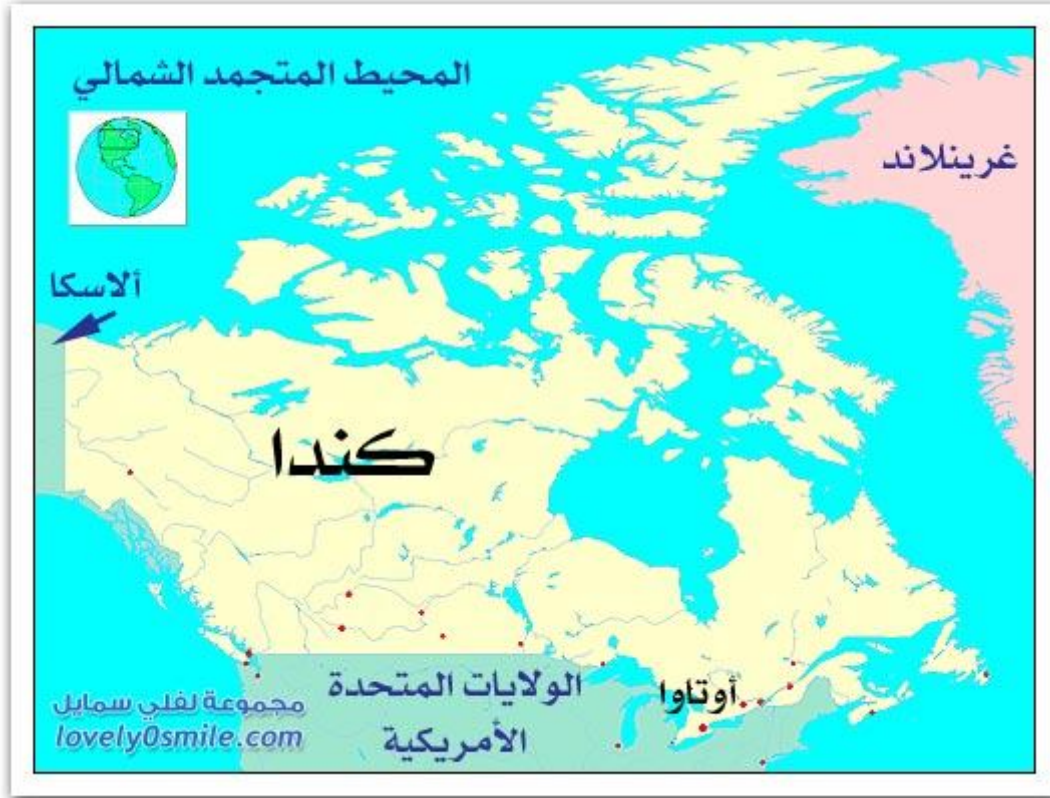 المحيط المتجمد الشمالي
غرينلاند
ألاسكا
كندا
أوتاوا
الولايات المتحدة
الأمريكية
مجموعة لفلي سمايل
lovely0smile.com